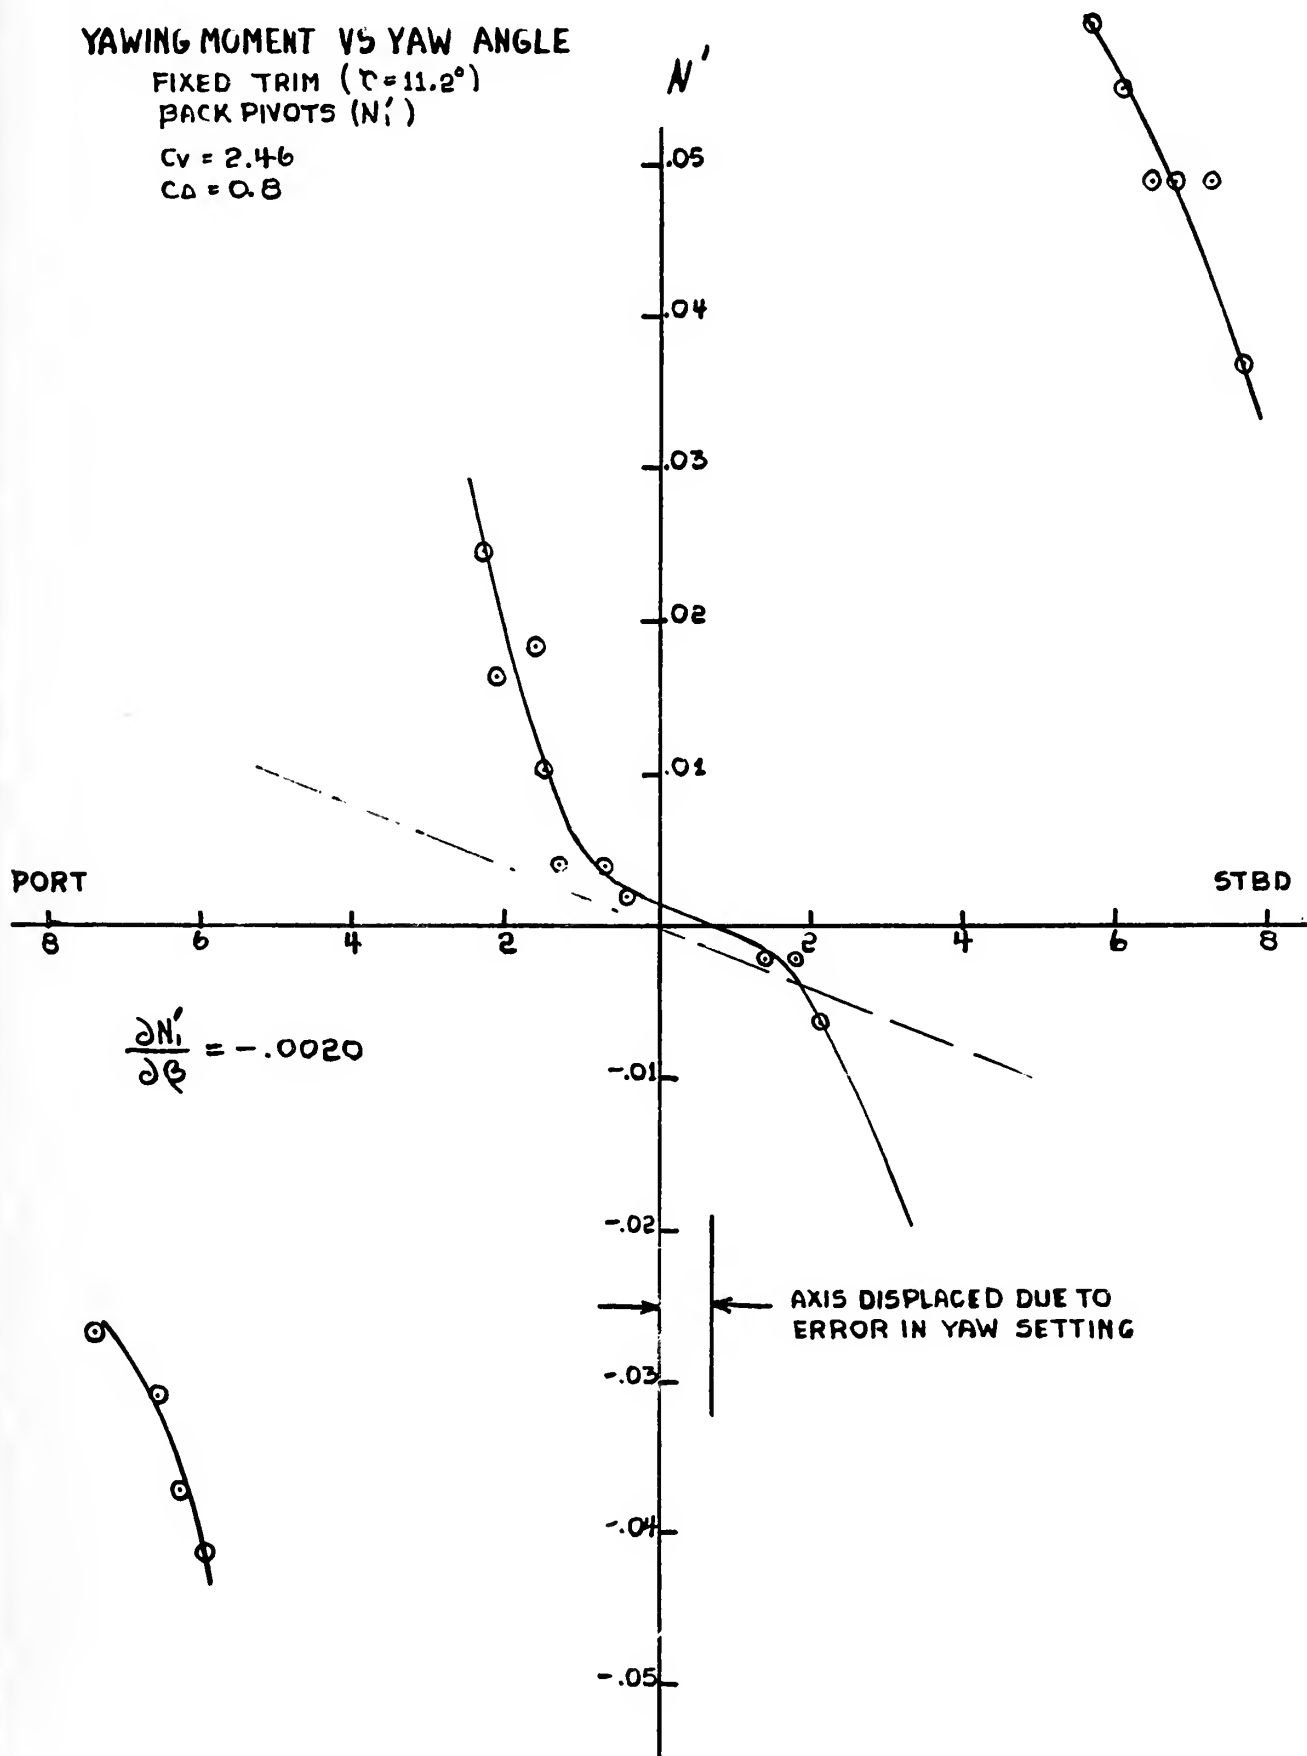 YAWING MOMENT VS YAW ANGLE
FIXED TRIM (τ=11.2°)
BACK PIVOTS (N₁')
Cv = 2.46
CΔ = 0.8
N'
.05
.04
.03
.02
.01
PORT
STBD
8 6 4 2 2 4 6 8
∂N₁'/∂β = -.0020
-.01
-.02
AXIS DISPLACED DUE TO
ERROR IN YAW SETTING
-.03
-.04
-.05